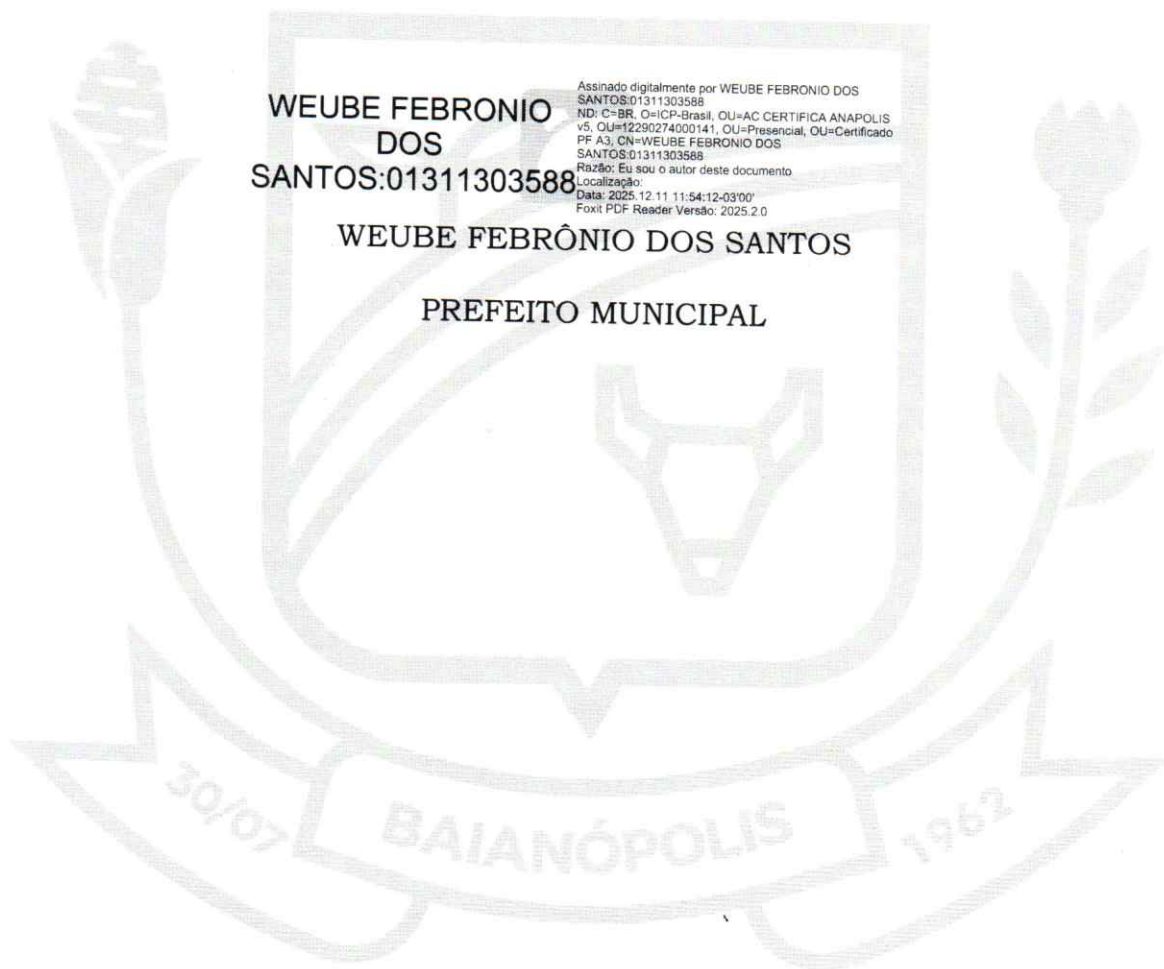 WEUBE FEBRONIO
DOS
SANTOS:01311303588
Assinado digitalmente por WEUBE FEBRONIO DOS
SANTOS:01311303588
ND: C=BR, O=ICP-Brasil, OU=AC CERTIFICA ANAPOLIS
v5, OU=12290274000141, OU=Presencial, OU=Certificado
PF A3, CN=WEUBE FEBRONIO DOS
SANTOS:01311303588
Razão: Eu sou o autor deste documento
Localização:
Data: 2025.12.11 11:54:12-03'00'
Foxit PDF Reader Versão: 2025.2.0
WEUBE FEBRÔNIO DOS SANTOS
PREFEITO MUNICIPAL
30/07
BAIANÓPOLIS
1962